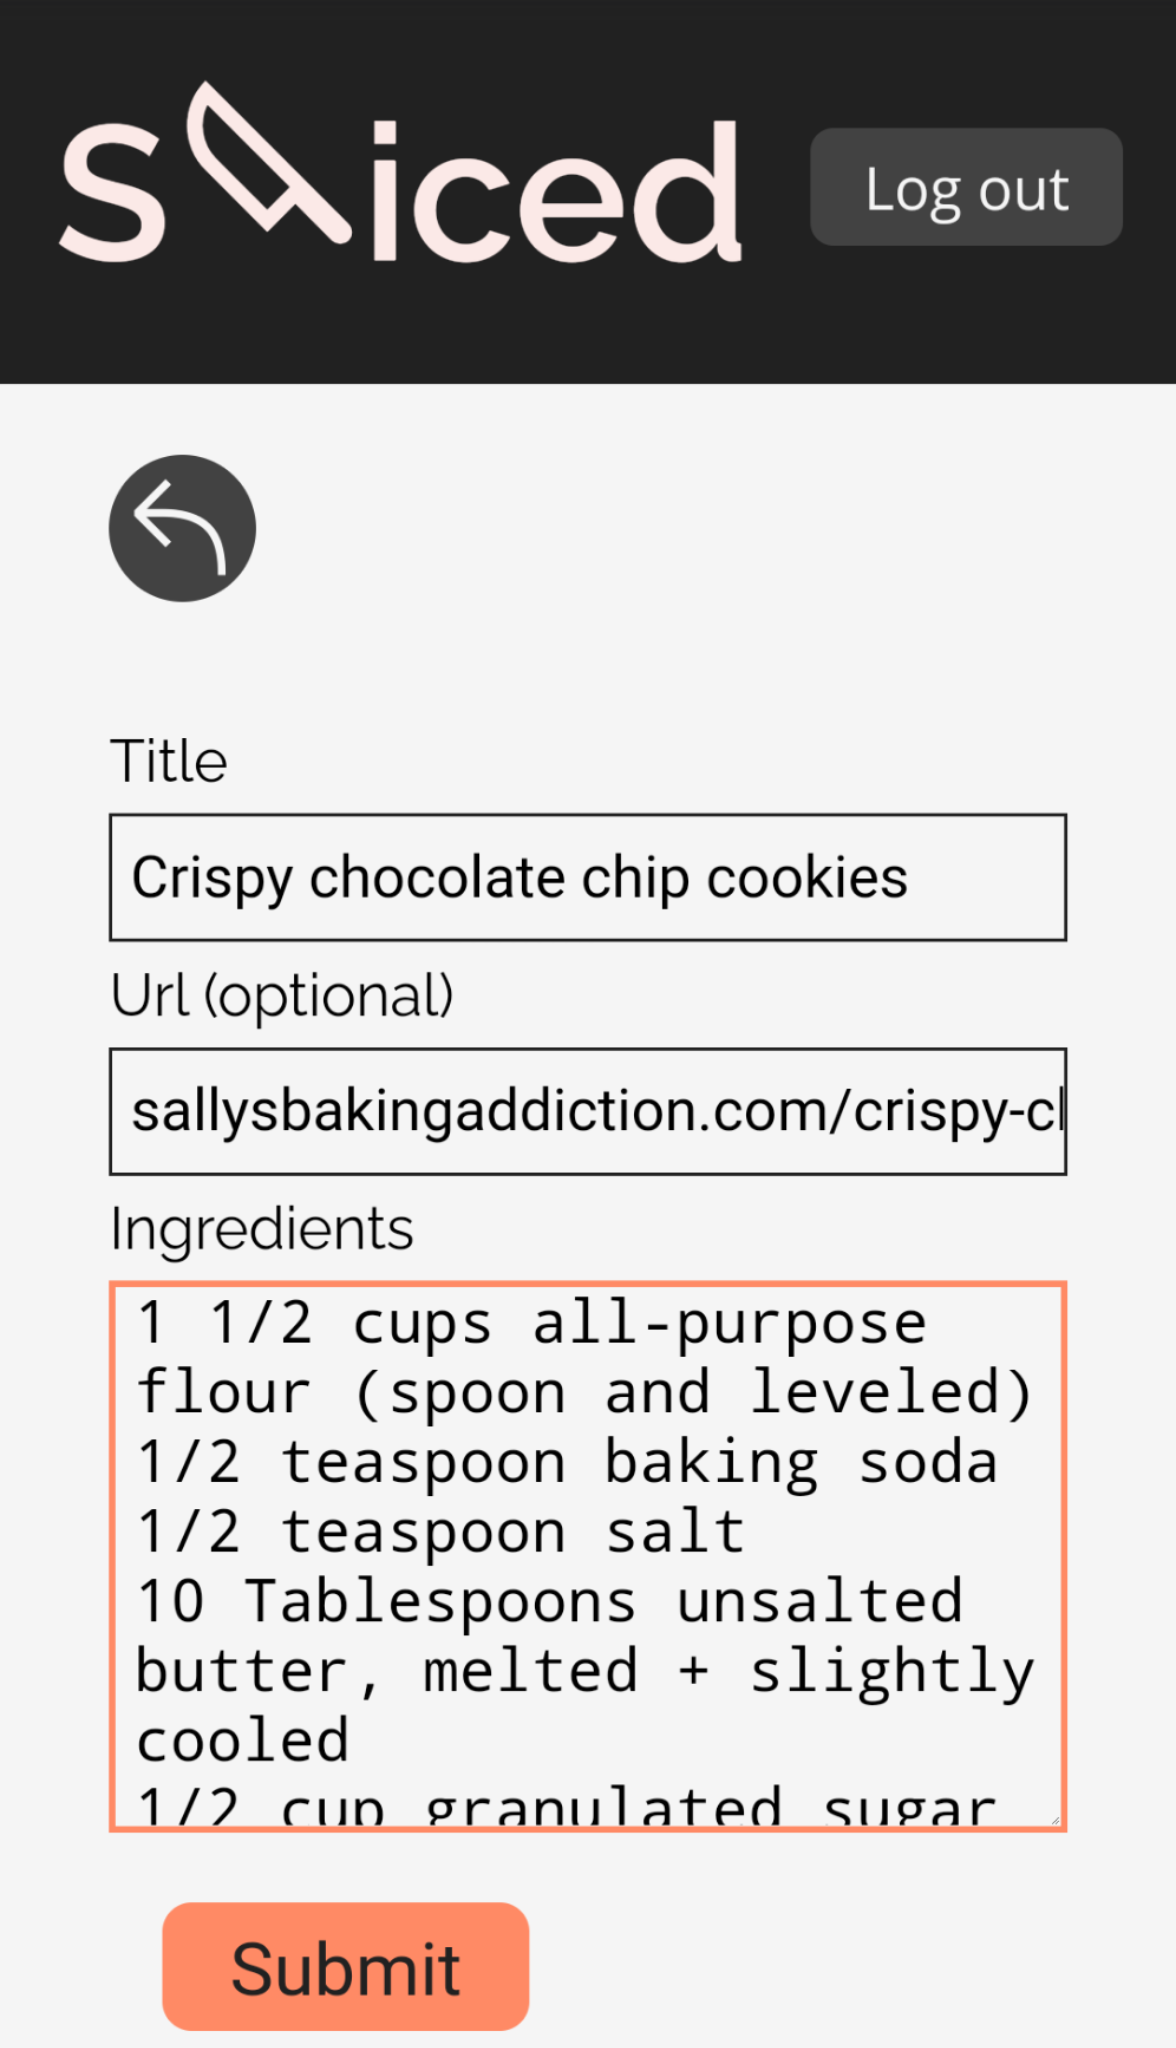 Sliced
Log out
Title
Crispy chocolate chip cookies
Url (optional)
sallysbakingaddiction.com/crispy-c
Ingredients
1 1/2 cups all-purpose
flour (spoon and leveled)
1/2 teaspoon baking soda
1/2 teaspoon salt
10 Tablespoons unsalted
butter, melted + slightly
cooled
1/2 cup granulated sugar
Submit